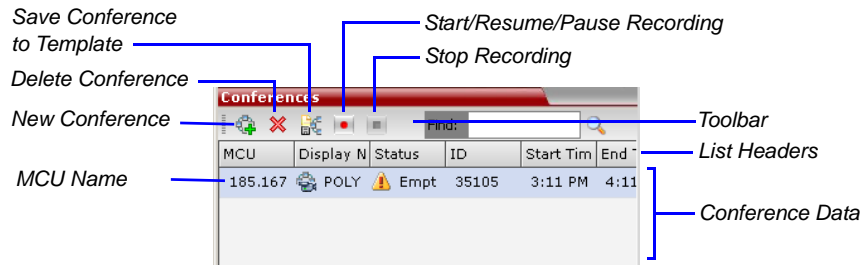 Save Conference
to Template
Start/Resume/Pause Recording
Stop Recording
Delete Conference
New Conference
Conferences
Find:
Toolbar
MCU Display N Status ID Start Tim End T
List Headers
MCU Name
185.167 POLY Empt 35105 3:11 PM 4:11
Conference Data